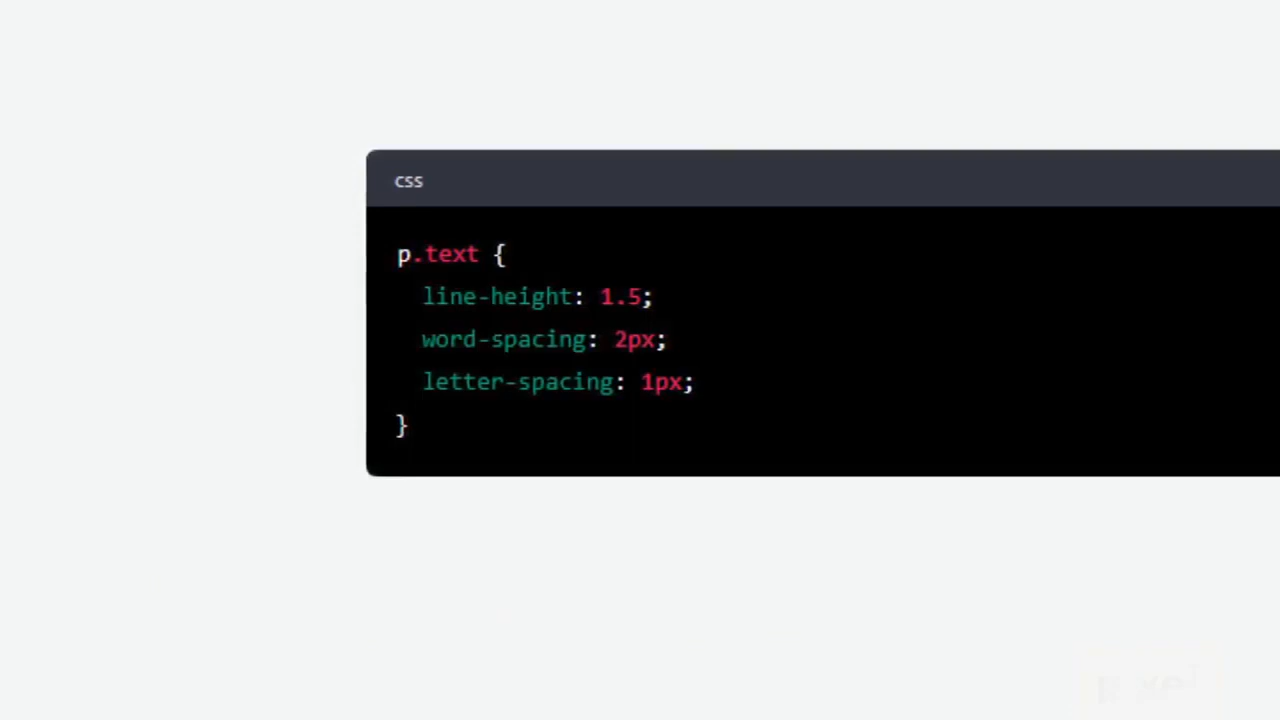 css
p.text {
  line-height: 1.5;
  word-spacing: 2px;
  letter-spacing: 1px;
}